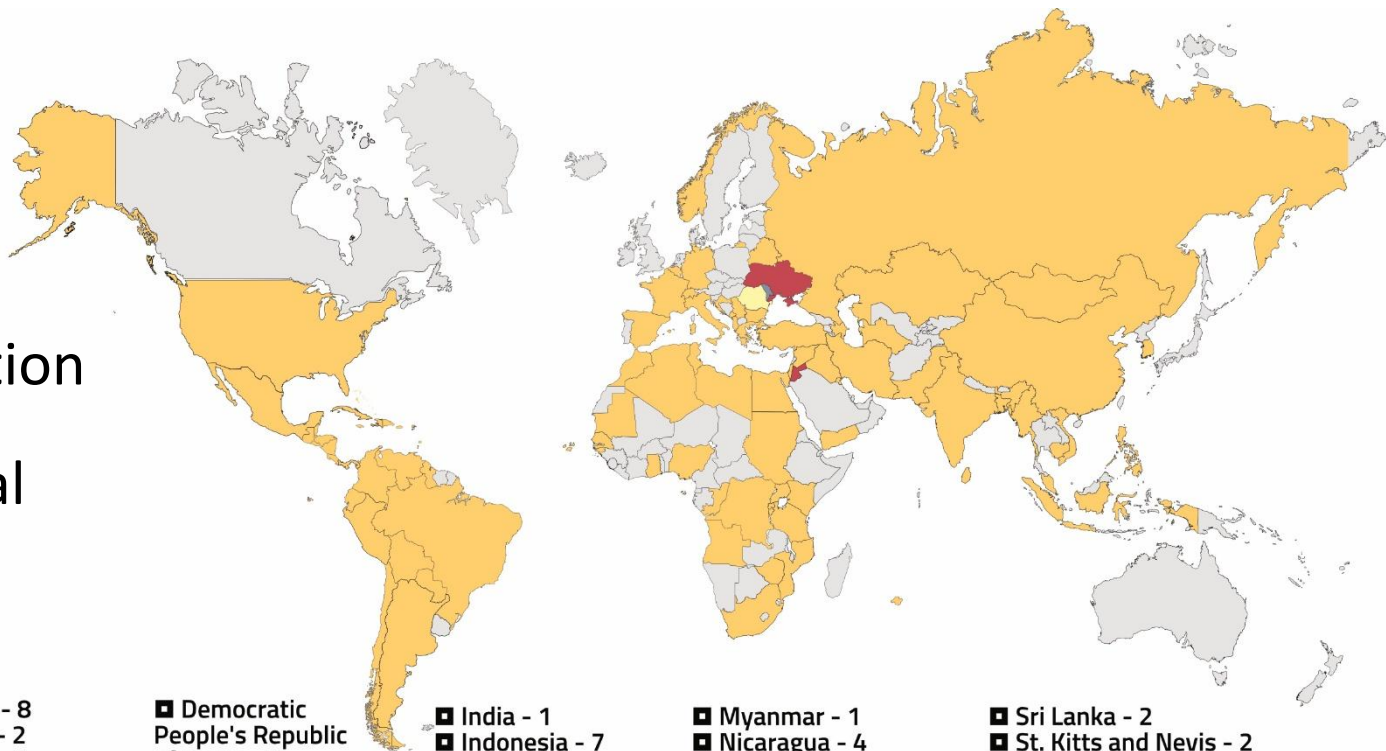 tion
al
- 8
- 2
Democratic
People's Republic
India - 1
Indonesia - 7
Myanmar - 1
Nicaragua - 4
Sri Lanka - 2
St. Kitts and Nevis - 2